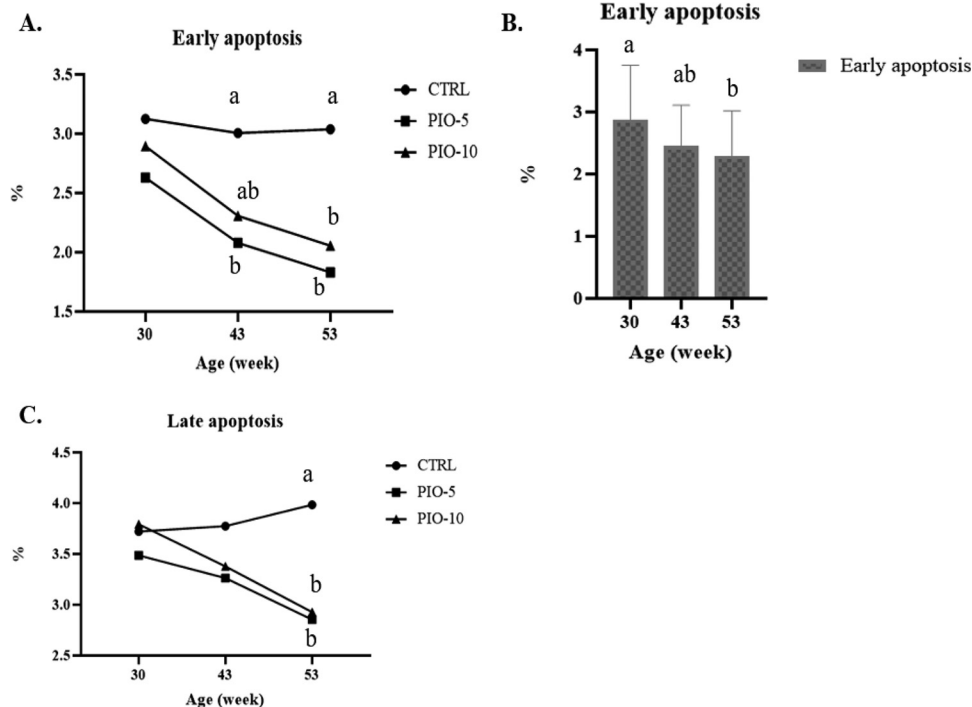 A.
Early apoptosis
3.5
3.0
2.5
2.0
1.5
%
a
a
ab
b
b
b
30
43
53
Age (week)
CTRL
PIO-5
PIO-10
B.
Early apoptosis
4
3
2
1
0
%
a
ab
b
30
43
53
Age (week)
Early apoptosis
C.
Late apoptosis
4.5
4.0
3.5
3.0
2.5
%
a
b
b
30
43
53
Age (week)
CTRL
PIO-5
PIO-10